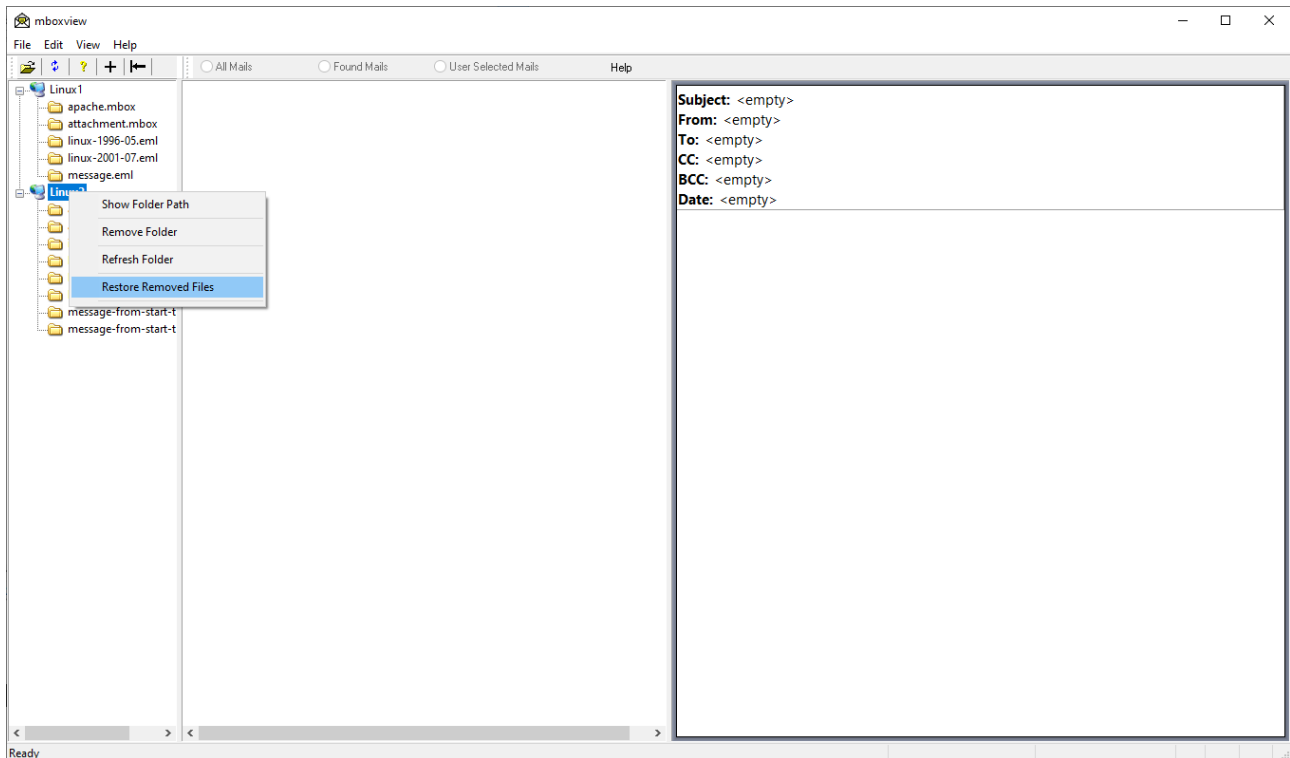 mboxview
File Edit View Help
? All Mails Found Mails User Selected Mails Help
Linux1
apache.mbox
attachment.mbox
linux-1996-05.eml
linux-2001-07.eml
message.eml
Show Folder Path
Remove Folder
Refresh Folder
Restore Removed Files
message-from-start-t
message-from-start-t
Subject: <empty>
From: <empty>
To: <empty>
CC: <empty>
BCC: <empty>
Date: <empty>
Ready